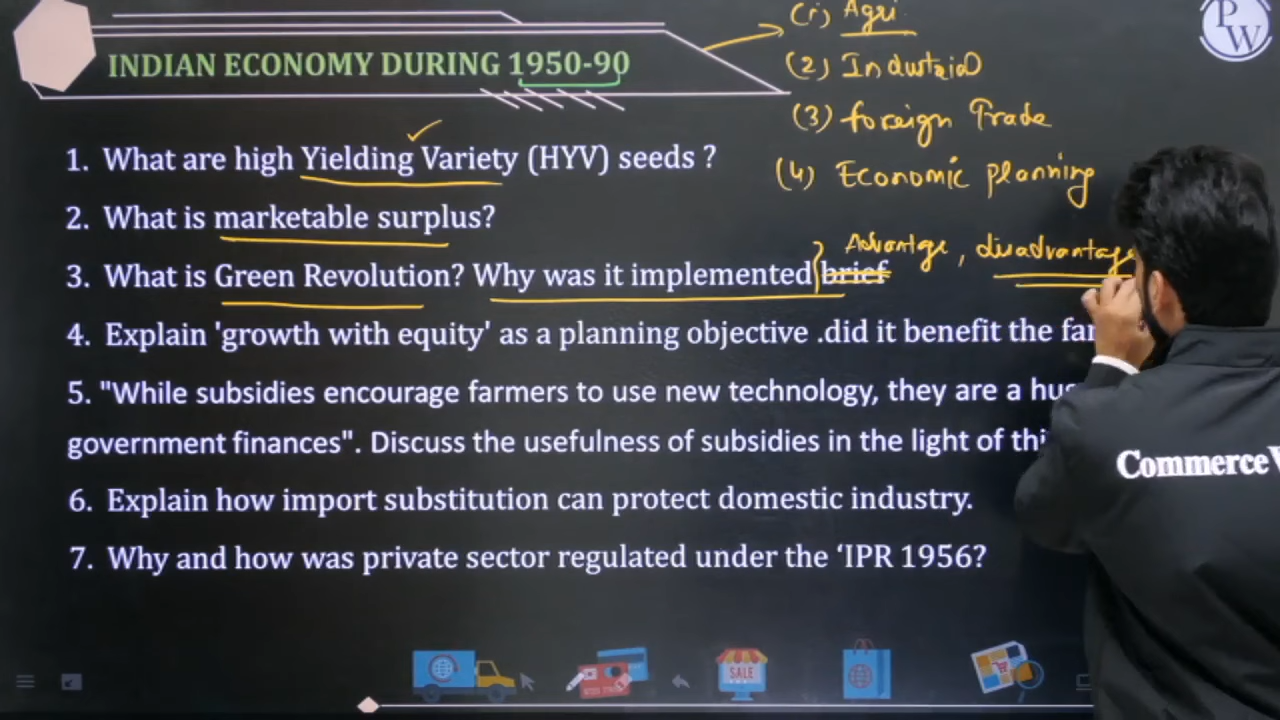 (1) Agri.
P
W
INDIAN ECONOMY DURING 1950-90
(2) Industrial
(3) foreign Trade
1. What are high Yielding Variety (HYV) seeds ?
(4) Economic planning
2. What is marketable surplus?
Advantge, disadvantage
3. What is Green Revolution? Why was it implemented brief
4. Explain 'growth with equity' as a planning objective .did it benefit the
5. "While subsidies encourage farmers to use new technology, they are a
government finances". Discuss the usefulness of subsidies in the light of
6. Explain how import substitution can protect domestic industry.
Commerce
7. Why and how was private sector regulated under the ‘IPR 1956?
SALE